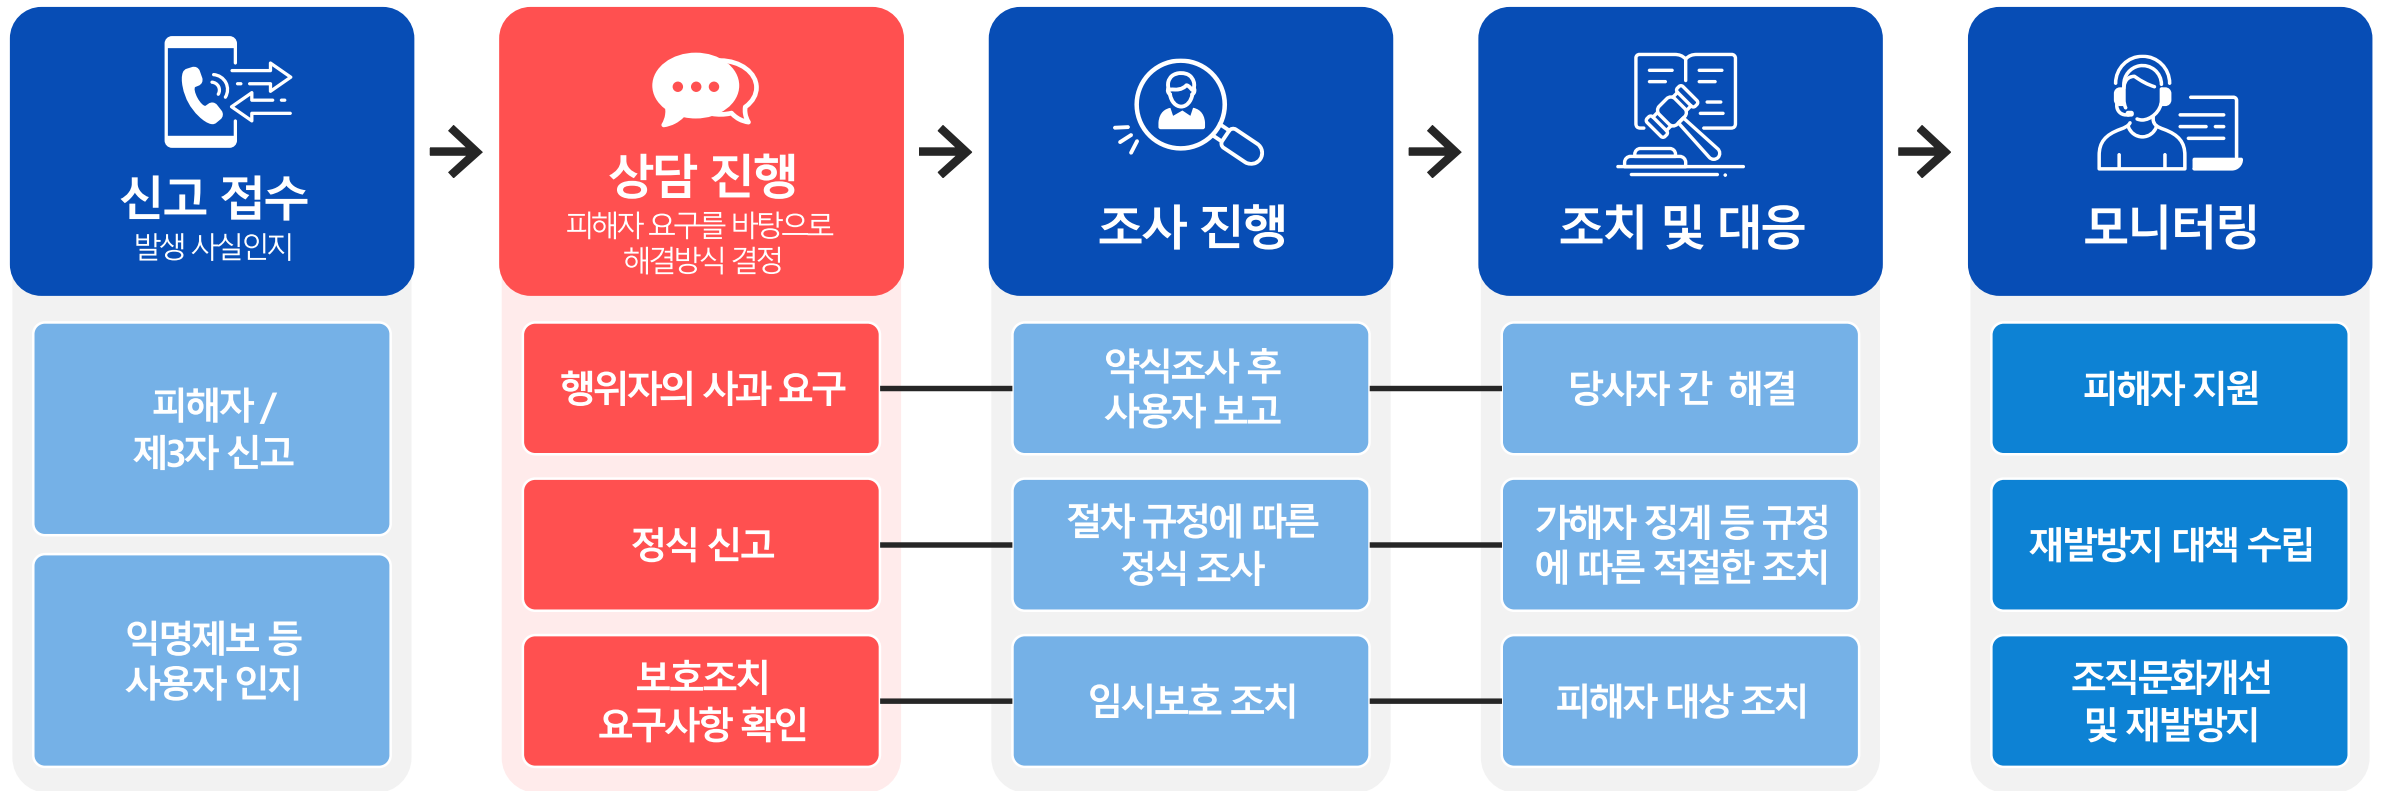 신고 접수
발생 사실인지
피해자 /
제3자 신고
익명제보 등
사용자 인지
상담 진행
피해자 요구를 바탕으로
해결방식 결정
행위자의 사과 요구
정식 신고
보호조치
요구사항 확인
조사 진행
약식조사 후
사용자 보고
절차 규정에 따른
정식 조사
임시보호 조치
조치 및 대응
당사자 간 해결
가해자 징계 등 규정
에 따른 적절한 조치
피해자 대상 조치
모니터링
피해자 지원
재발방지 대책 수립
조직문화개선
및 재발방지